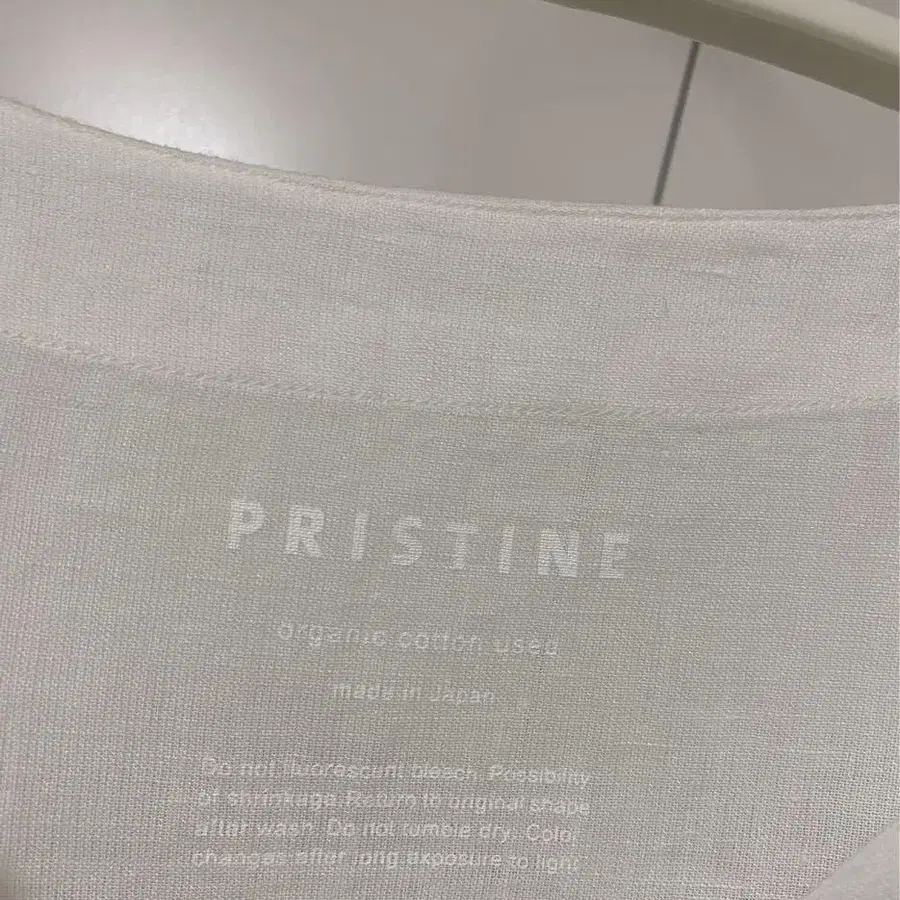 PRISTINE
organic cotton used
made in Japan
Do not fluorescent bleach. Possibility
of shrinkage. Return to original shape
after wash. Do not tumble dry. Color
changes after long exposure to light.